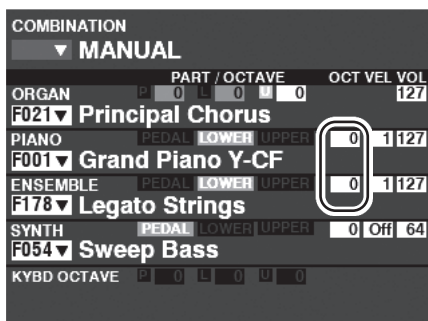 COMBINATION
▼ MANUAL
PART / OCTAVE OCT VEL VOL
ORGAN P 0 L 0 U 0 127
F021▼ Principal Chorus
PIANO PEDAL LOWER UPPER 0 1 127
F001▼ Grand Piano Y-CF
ENSEMBLE PEDAL LOWER UPPER 0 1 127
F178▼ Legato Strings
SYNTH PEDAL LOWER UPPER 0 Off 64
F054▼ Sweep Bass
KYBD OCTAVE P 0 L 0 U 0